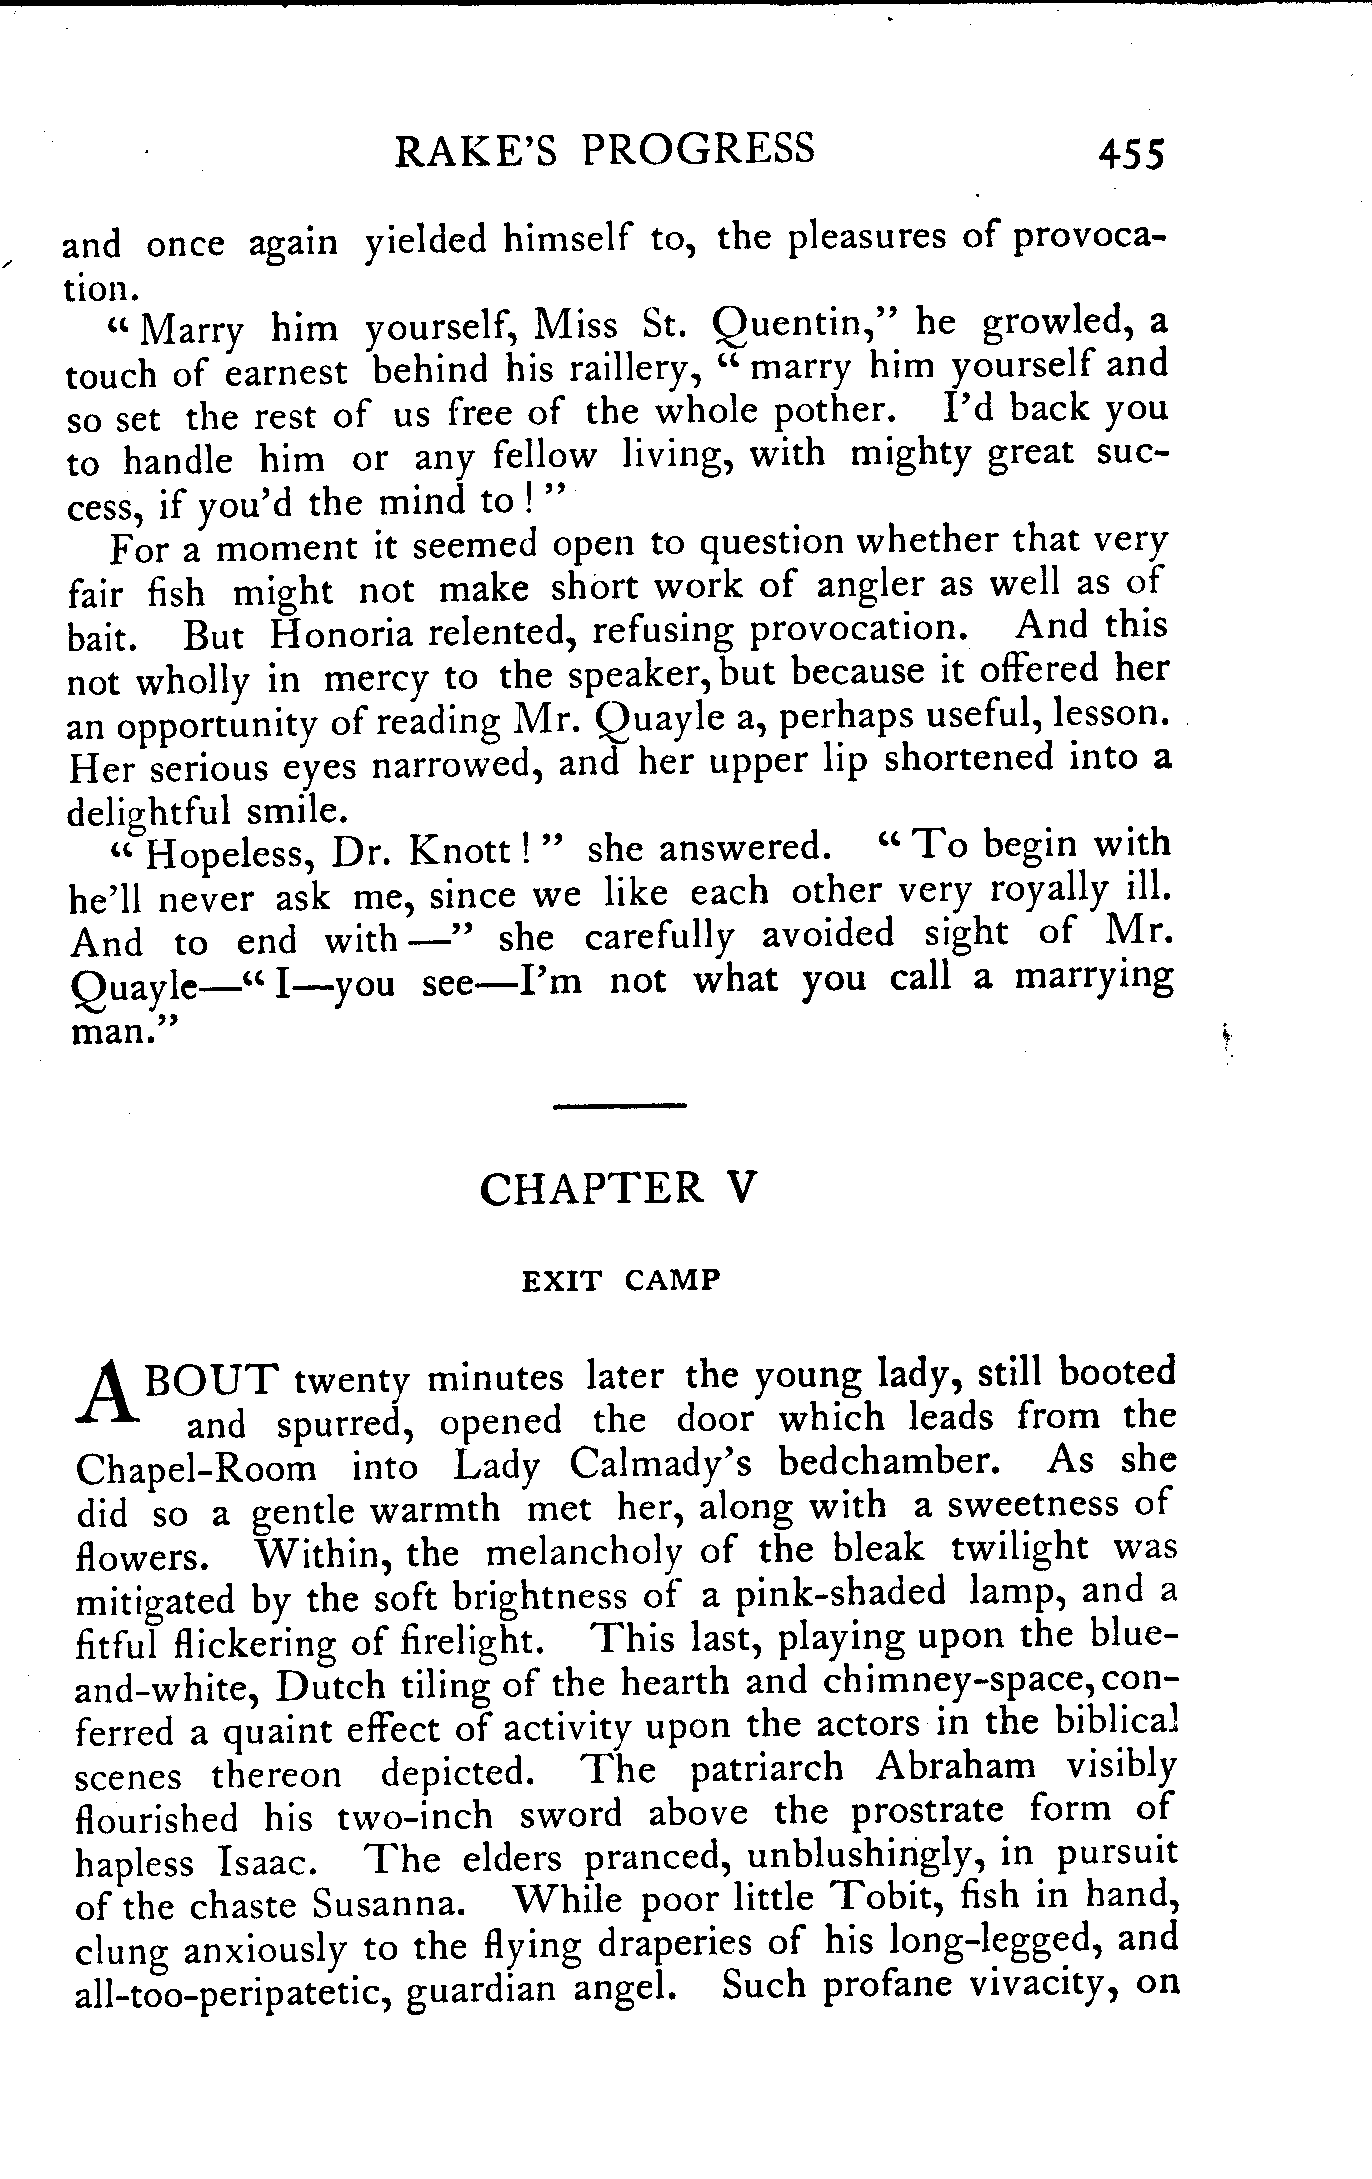 RAKE'S PROGRESS 455
and once again yielded himself to, the pleasures of provoca-
tion.
"Marry him yourself, Miss St. Quentin," he growled, a
touch of earnest behind his raillery, "marry him yourself and
so set the rest of us free of the whole pother. I'd back you
to handle him or any fellow living, with mighty great suc-
cess, if you'd the mind to!"
For a moment it seemed open to question whether that very
fair fish might not make short work of angler as well as of
bait. But Honoria relented, refusing provocation. And this
not wholly in mercy to the speaker, but because it offered her
an opportunity of reading Mr. Quayle a, perhaps useful, lesson.
Her serious eyes narrowed, and her upper lip shortened into a
delightful smile.
"Hopeless, Dr. Knott!" she answered. "To begin with
he'll never ask me, since we like each other very royally ill.
And to end with—" she carefully avoided sight of Mr.
Quayle—"I—you see—I'm not what you call a marrying
man."
CHAPTER V
EXIT CAMP
ABOUT twenty minutes later the young lady, still booted
and spurred, opened the door which leads from the
Chapel-Room into Lady Calmady's bedchamber. As she
did so a gentle warmth met her, along with a sweetness of
flowers. Within, the melancholy of the bleak twilight was
mitigated by the soft brightness of a pink-shaded lamp, and a
fitful flickering of firelight. This last, playing upon the blue-
and-white, Dutch tiling of the hearth and chimney-space, con-
ferred a quaint effect of activity upon the actors in the biblical
scenes thereon depicted. The patriarch Abraham visibly
flourished his two-inch sword above the prostrate form of
hapless Isaac. The elders pranced, unblushingly, in pursuit
of the chaste Susanna. While poor little Tobit, fish in hand,
clung anxiously to the flying draperies of his long-legged, and
all-too-peripatetic, guardian angel. Such profane vivacity, on